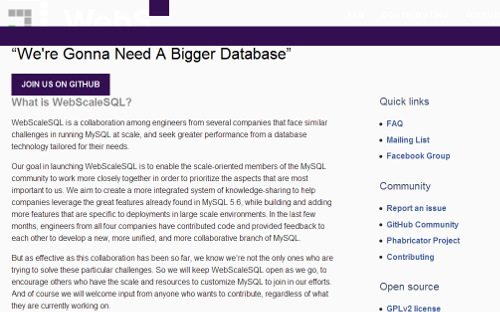 WebS
“We're Gonna Need A Bigger Database”
JOIN US ON GITHUB
What is WebScaleSQL?
WebScaleSQL is a collaboration among engineers from several companies that face similar
challenges in running MySQL at scale, and seek greater performance from a database
technology tailored for their needs.
Our goal in launching WebScaleSQL is to enable the scale-oriented members of the MySQL
community to work more closely together in order to prioritize the aspects that are most
important to us. We aim to create a more integrated system of knowledge-sharing to help
companies leverage the great features already found in MySQL 5.6, while building and adding
more features that are specific to deployments in large scale environments. In the last few
months, engineers from all four companies have contributed code and provided feedback to
each other to develop a new, more unified, and more collaborative branch of MySQL.
But as effective as this collaboration has been so far, we know we're not the only ones who are
trying to solve these particular challenges. So we will keep WebScaleSQL open as we go, to
encourage others who have the scale and resources to customize MySQL to join in our efforts.
And of course we will welcome input from anyone who wants to contribute, regardless of what
they are currently working on.
Quick links
FAQ
Mailing List
Facebook Group
Community
Report an issue
GitHub Community
Phabricator Project
Contributing
Open source
GPLv2 license